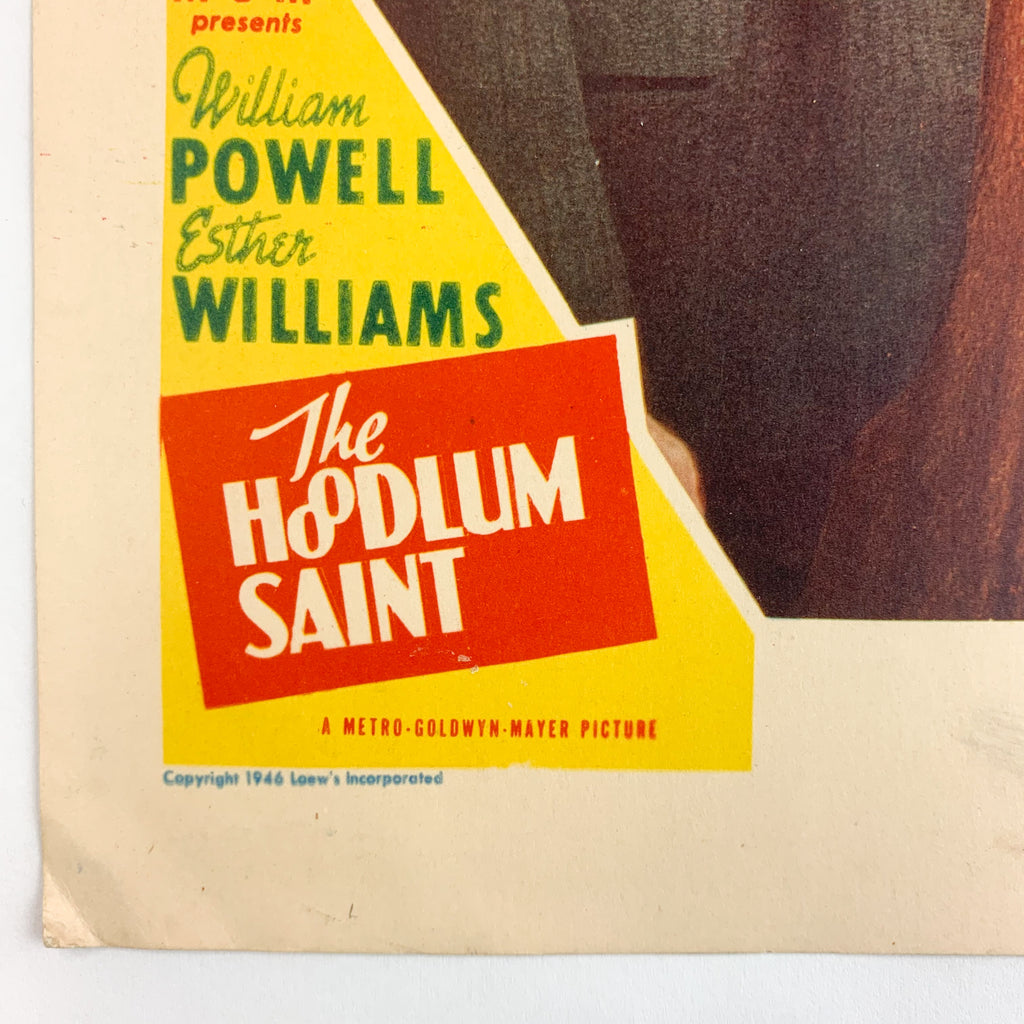 presents
William
POWELL
Esther
WILLIAMS
The
HOODLUM
SAINT
A METRO-GOLDWYN-MAYER PICTURE
Copyright 1946 Loew's Incorporated